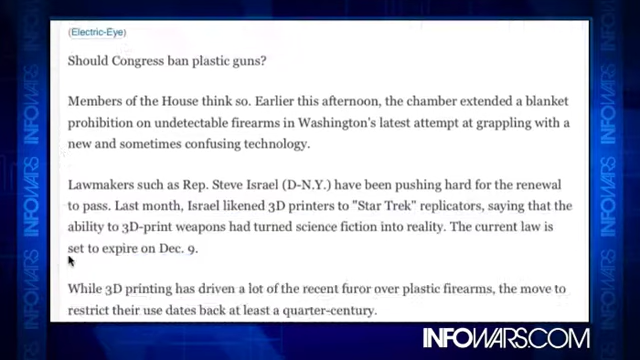 (Electric-Eye)
Should Congress ban plastic guns?
Members of the House think so. Earlier this afternoon, the chamber extended a blanket
prohibition on undetectable firearms in Washington's latest attempt at grappling with a
new and sometimes confusing technology.
Lawmakers such as Rep. Steve Israel (D-N.Y.) have been pushing hard for the renewal
to pass. Last month, Israel likened 3D printers to "Star Trek" replicators, saying that the
ability to 3D-print weapons had turned science fiction into reality. The current law is
set to expire on Dec. 9.
While 3D printing has driven a lot of the recent furor over plastic firearms, the move to
restrict their use dates back at least a quarter-century.
INFOWARS.COM
INFOWARS
INFOWARS
INFOWARS
INFOWARS